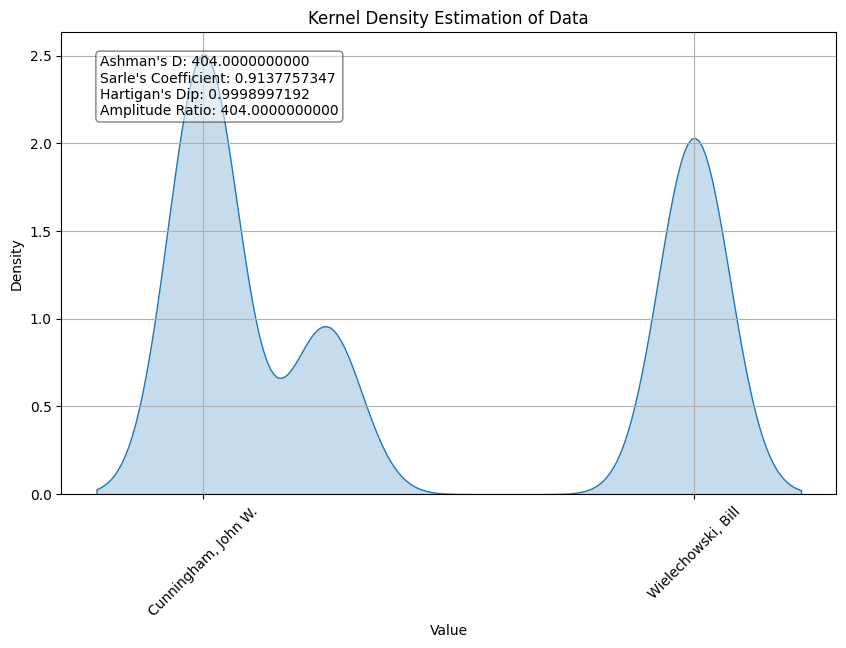 Kernel Density Estimation of Data
Ashman's D: 404.0000000000
Sarle's Coefficient: 0.9137757347
Hartigan's Dip: 0.9998997192
Amplitude Ratio: 404.0000000000
2.5
2.0
1.5
1.0
0.5
0.0
Density
Cunningham, John W.
Wielechowski, Bill
Value